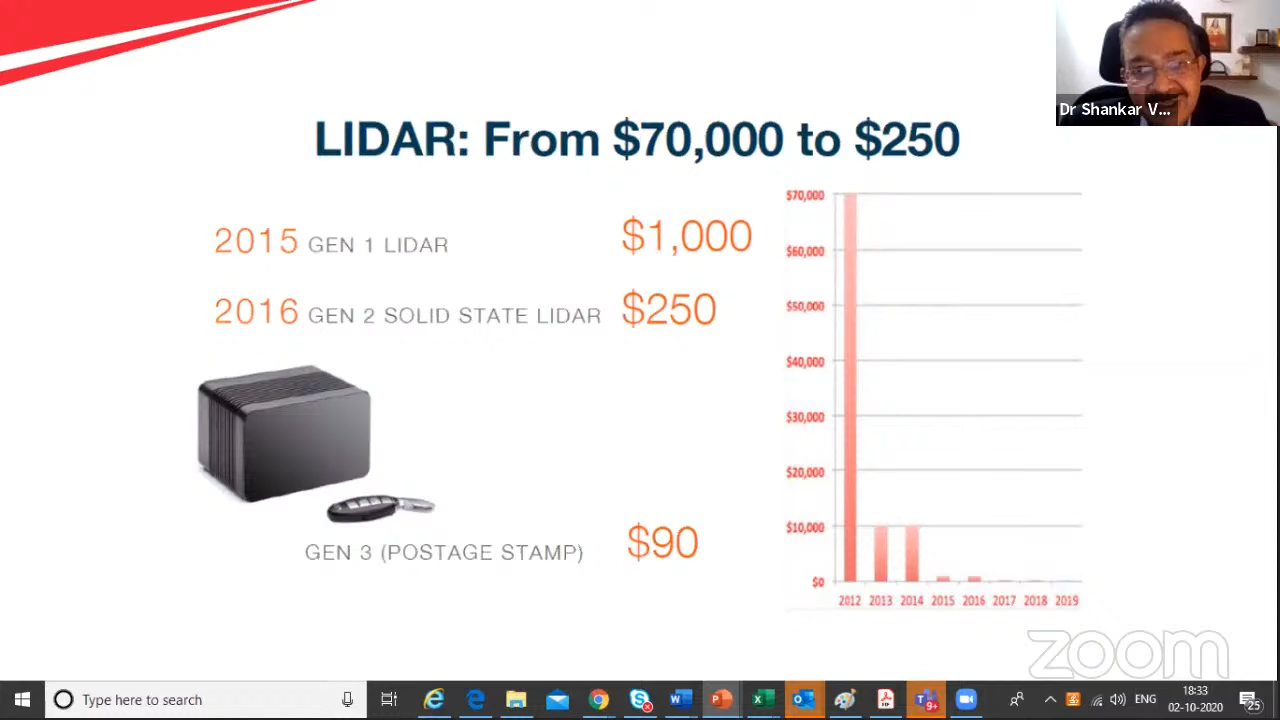 Dr Shankar V...
LIDAR: From $70,000 to $250
2015 GEN 1 LIDAR $1,000
2016 GEN 2 SOLID STATE LIDAR $250
GEN 3 (POSTAGE STAMP) $90
$70,000
$60,000
$50,000
$40,000
$30,000
$20,000
$10,000
$0
2012 2013 2014 2015 2016 2017 2018 2019
zoom
Type here to search
9+
ENG
18:33
02-10-2020
25